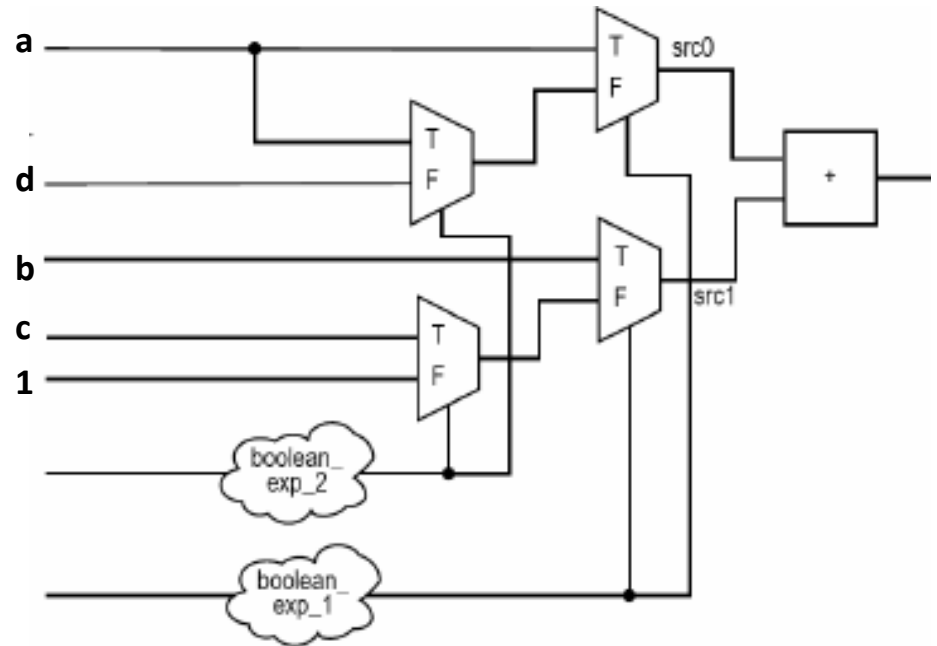 a
T
src0
F
T
d
F
+
b
T
F
src1
c
T
1
F
boolean_
exp_2
boolean_
exp_1